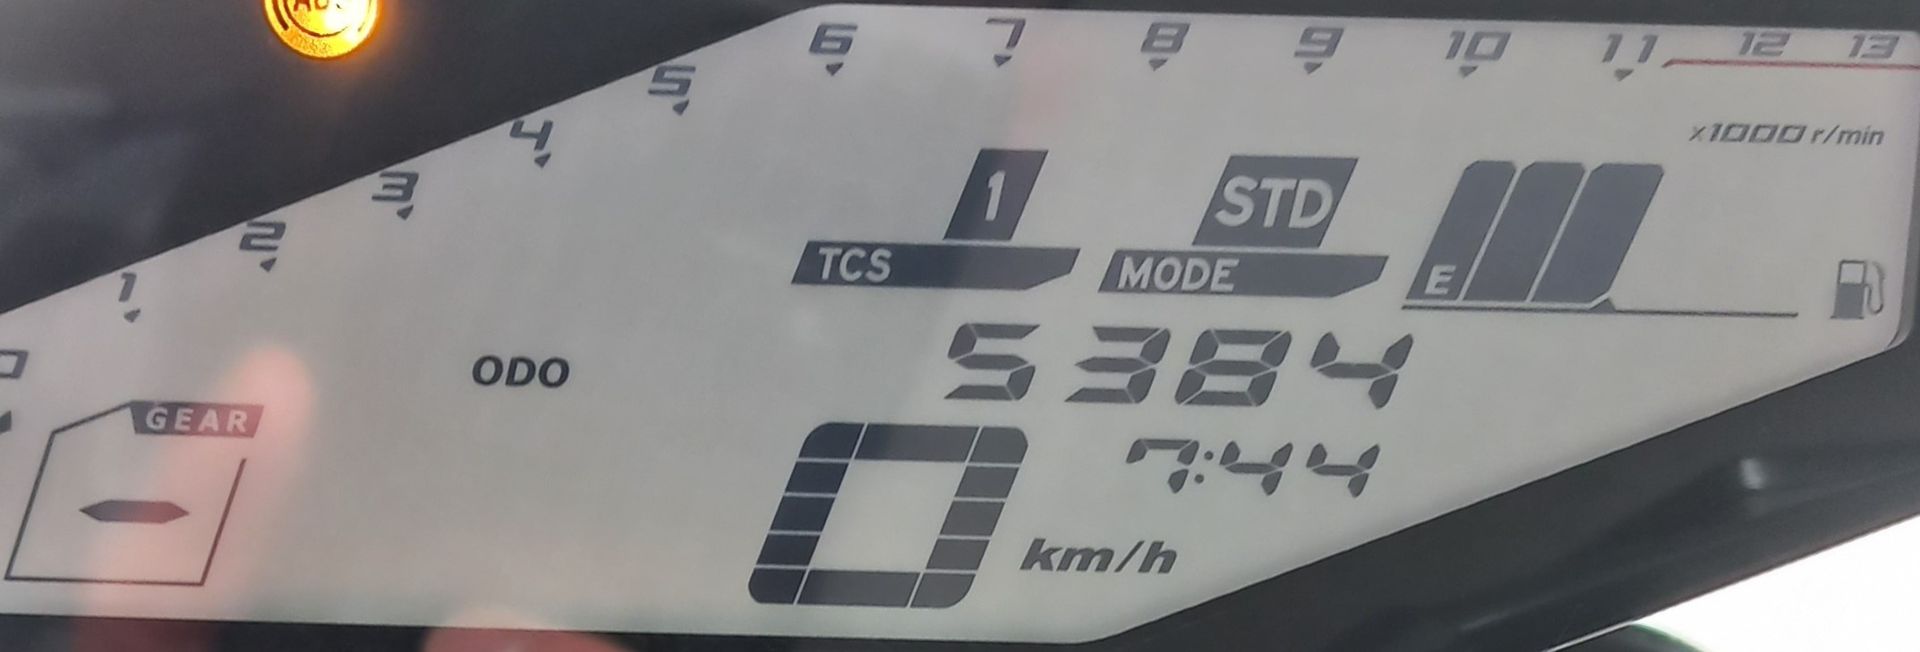 6 7 8 9 10 11 12 13
5
4
3
2
1
0
x1000 r/min
1 STD
TCS MODE E
ODO 5384
GEAR
- 7:44
0 km/h